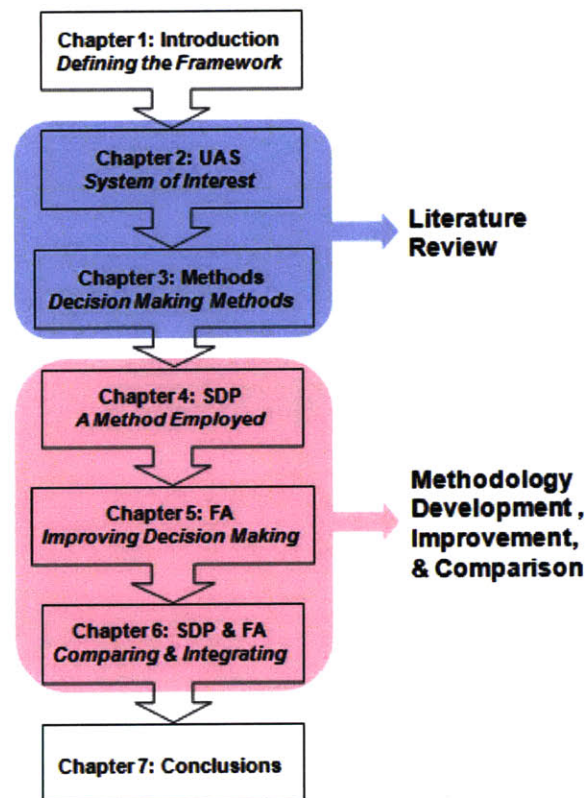 Chapter 1: Introduction
Defining the Framework
Chapter 2: UAS
System of Interest
Literature
Review
Chapter 3: Methods
Decision Making Methods
Chapter 4: SDP
A Method Employed
Chapter 5: FA
Improving Decision Making
Methodology
Development,
Improvement,
& Comparison
Chapter 6: SDP & FA
Comparing & Integrating
Chapter 7: Conclusions